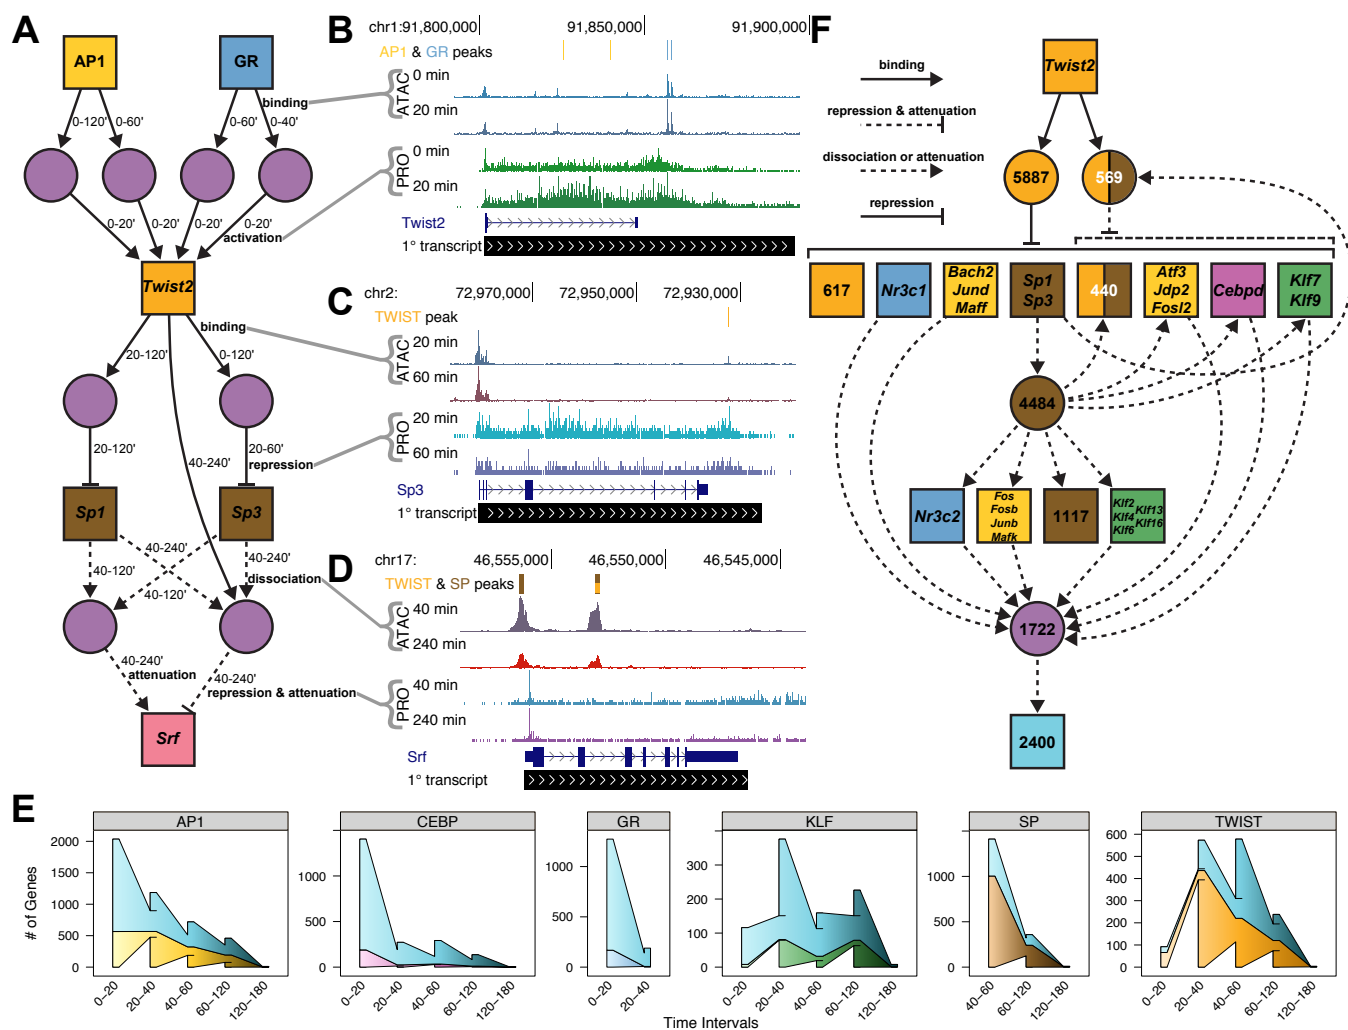 A
AP1
GR
binding
0-120'
0-60'
0-60'
0-40'
0-20'
0-20'
0-20'
0-20'
activation
Twist2
binding
20-120'
0-120'
20-120'
40-240'
20-60'
repression
Sp1
Sp3
40-240'
40-240'
40-120'
40-120'
dissociation
40-240'
attenuation
40-240'
repression & attenuation
Srf
B
chr1:91,800,000
91,850,000
91,900,000
AP1 & GR peaks
ATAC
0 min
20 min
PRO
0 min
20 min
Twist2
1° transcript
C
chr2:
72,970,000
72,950,000
72,930,000
TWIST peak
ATAC
20 min
60 min
PRO
20 min
60 min
Sp3
1° transcript
D
chr17:
46,555,000
46,550,000
46,545,000
TWIST & SP peaks
ATAC
40 min
240 min
PRO
40 min
240 min
Srf
1° transcript
F
binding
repression & attenuation
dissociation or attenuation
repression
Twist2
5887
569
617
Nr3c1
Bach2
Jund
Maff
Sp1
Sp3
440
Atf3
Jdp2
Fosl2
Cebpd
Klf7
Klf9
4484
Nr3c2
Fos
Fosb
Junb
Mafk
1117
Klf2
Klf4
Klf6
Klf13
Klf16
1722
2400
E
# of Genes
AP1
2000
1500
1000
500
0
0–20
20–40
40–60
60–120
120–180
CEBP
1000
500
0
0–20
20–40
40–60
60–120
120–180
GR
1000
500
0
0–20
20–40
KLF
300
200
100
0
0–20
20–40
40–60
60–120
120–180
SP
1000
500
0
40–60
60–120
120–180
TWIST
600
500
400
300
200
100
0
0–20
20–40
40–60
60–120
120–180
Time Intervals